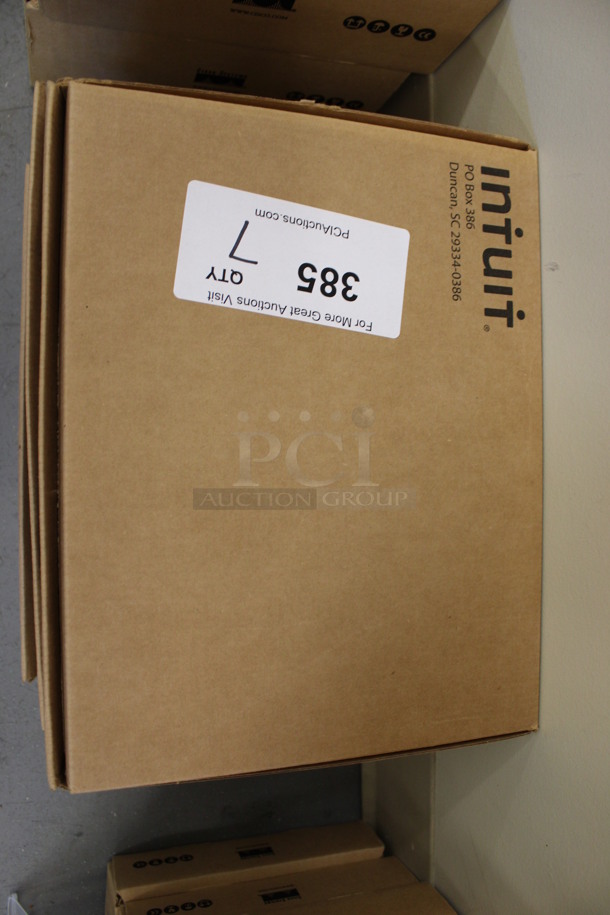 intuit®
PO Box 386
Duncan, SC 29334-0386
For More Great Auctions Visit
385
QTY
7
PCIAuctions.com
PCI
AUCTION GROUP